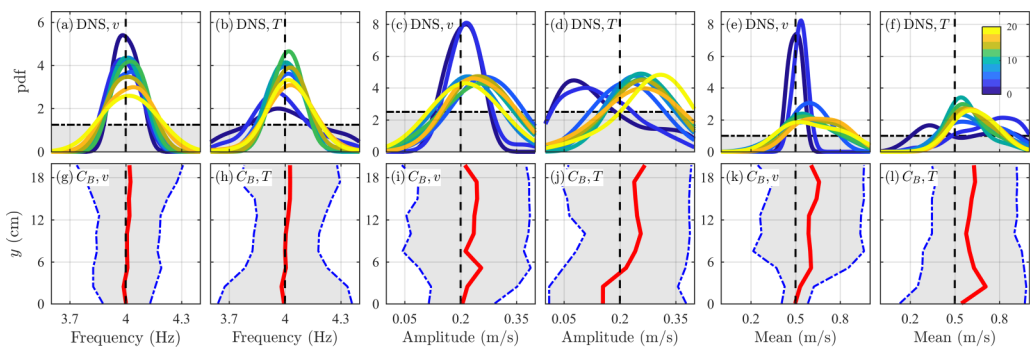 (a) DNS, v
(b) DNS, T
(c) DNS, v
(d) DNS, T
(e) DNS, v
(f) DNS, T
20
10
0
pdf
6
4
2
0
8
6
4
2
0
8
6
4
2
0
(g) C_B, v
(h) C_B, T
(i) C_B, v
(j) C_B, T
(k) C_B, v
(l) C_B, T
y (cm)
18
12
6
0
3.7 4 4.3
3.7 4 4.3
0.05 0.2 0.35
0.05 0.2 0.35
0.2 0.5 0.8
0.2 0.5 0.8
Frequency (Hz)
Frequency (Hz)
Amplitude (m/s)
Amplitude (m/s)
Mean (m/s)
Mean (m/s)